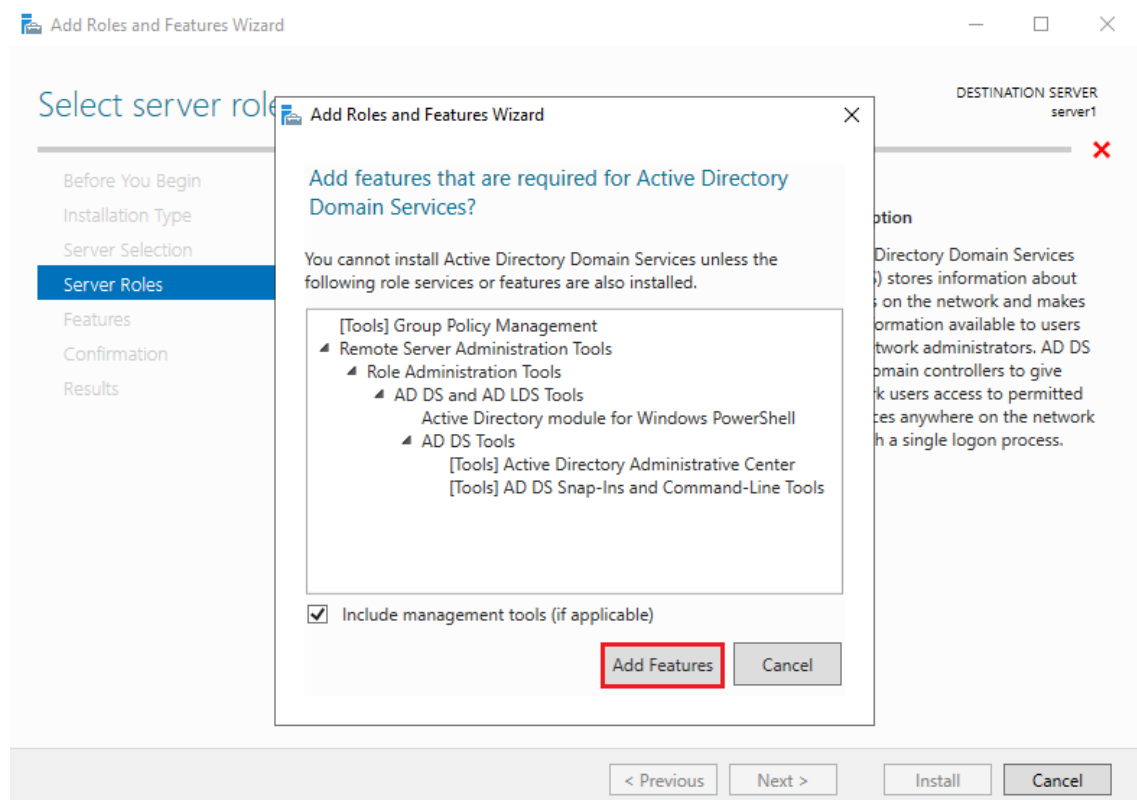 Add Roles and Features Wizard
Select server role
DESTINATION SERVER
server1
Before You Begin
Installation Type
Server Selection
Server Roles
Features
Confirmation
Results
Add Roles and Features Wizard
Add features that are required for Active Directory
Domain Services?
You cannot install Active Directory Domain Services unless the
following role services or features are also installed.
[Tools] Group Policy Management
Remote Server Administration Tools
Role Administration Tools
AD DS and AD LDS Tools
Active Directory module for Windows PowerShell
AD DS Tools
[Tools] Active Directory Administrative Center
[Tools] AD DS Snap-Ins and Command-Line Tools
Include management tools (if applicable)
Add Features
Cancel
Directory Domain Services
stores information about
on the network and makes
available to users
administrators. AD DS
controllers to give
users access to permitted
anywhere on the network
a single logon process.
< Previous
Next >
Install
Cancel